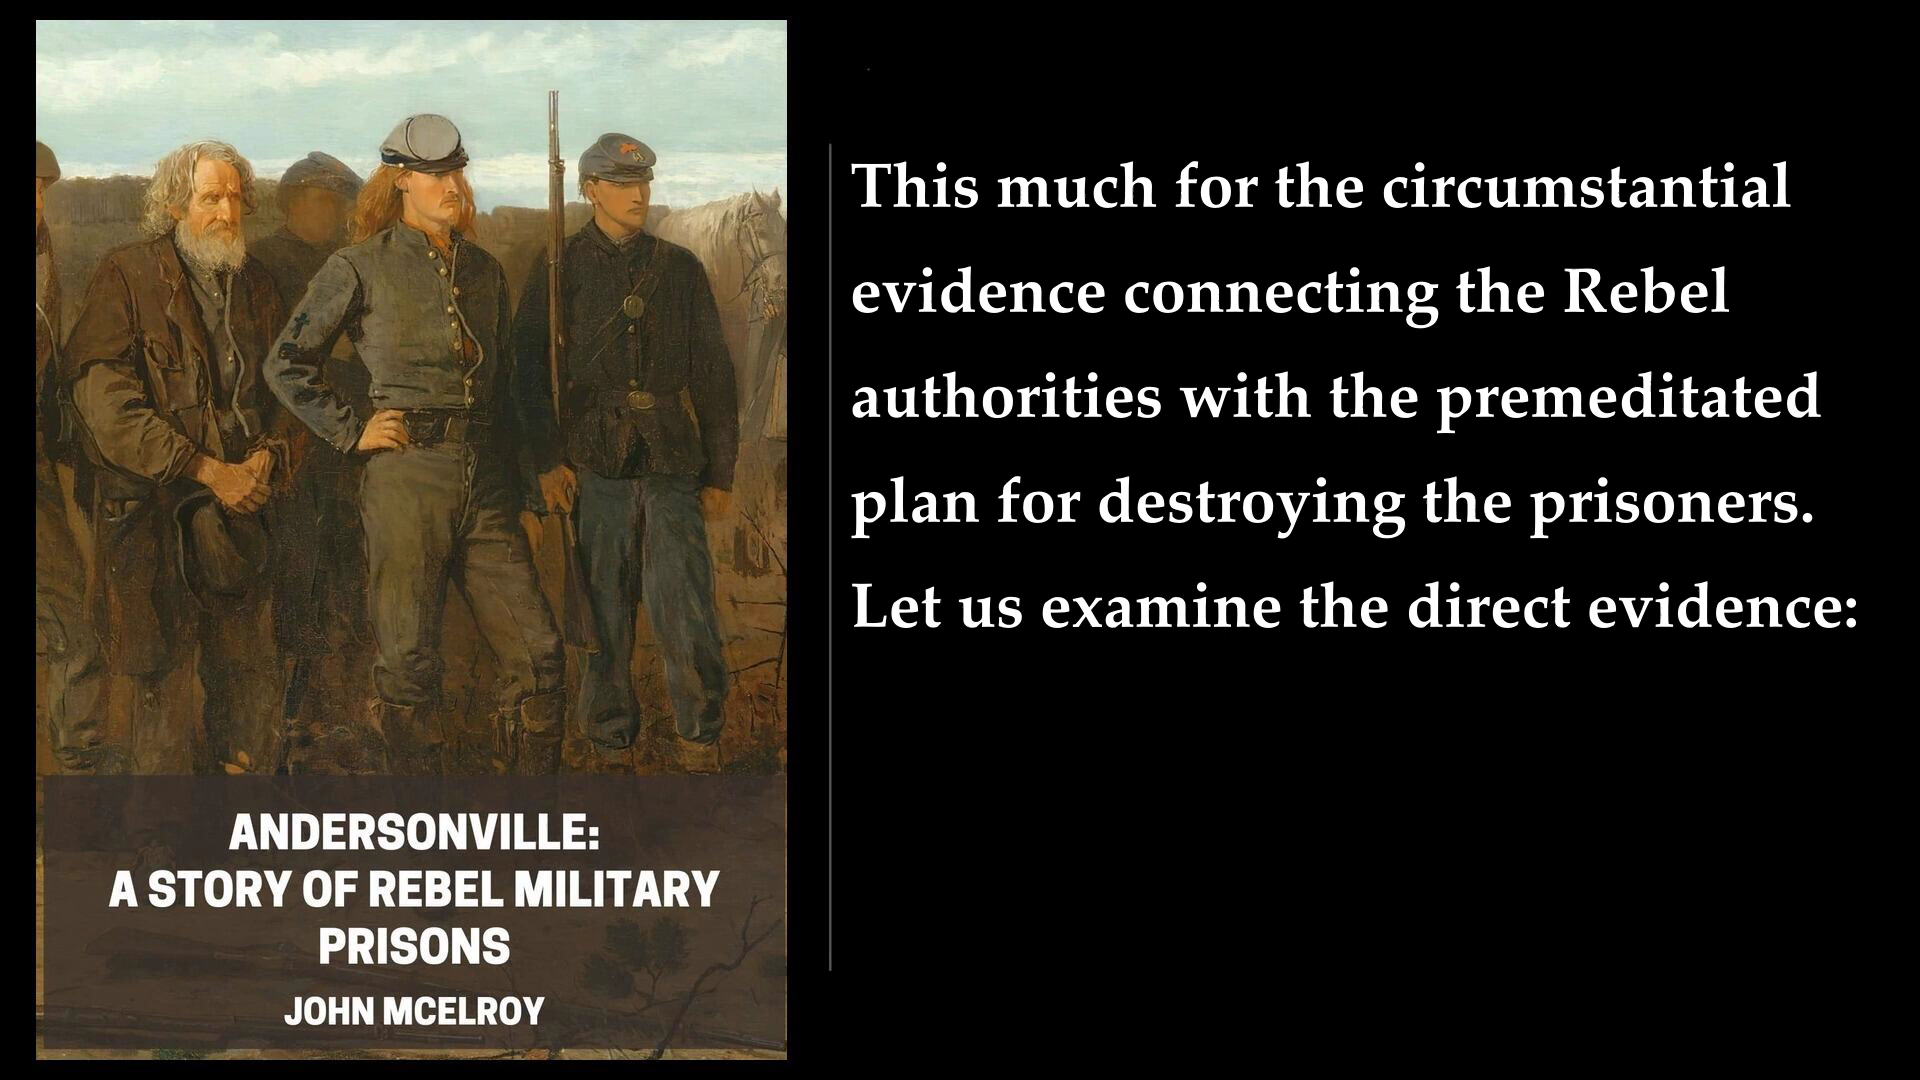 This much for the circumstantial
evidence connecting the Rebel
authorities with the premeditated
plan for destroying the prisoners.
Let us examine the direct evidence:
ANDERSONVILLE:
A STORY OF REBEL MILITARY
PRISONS
JOHN MCELROY